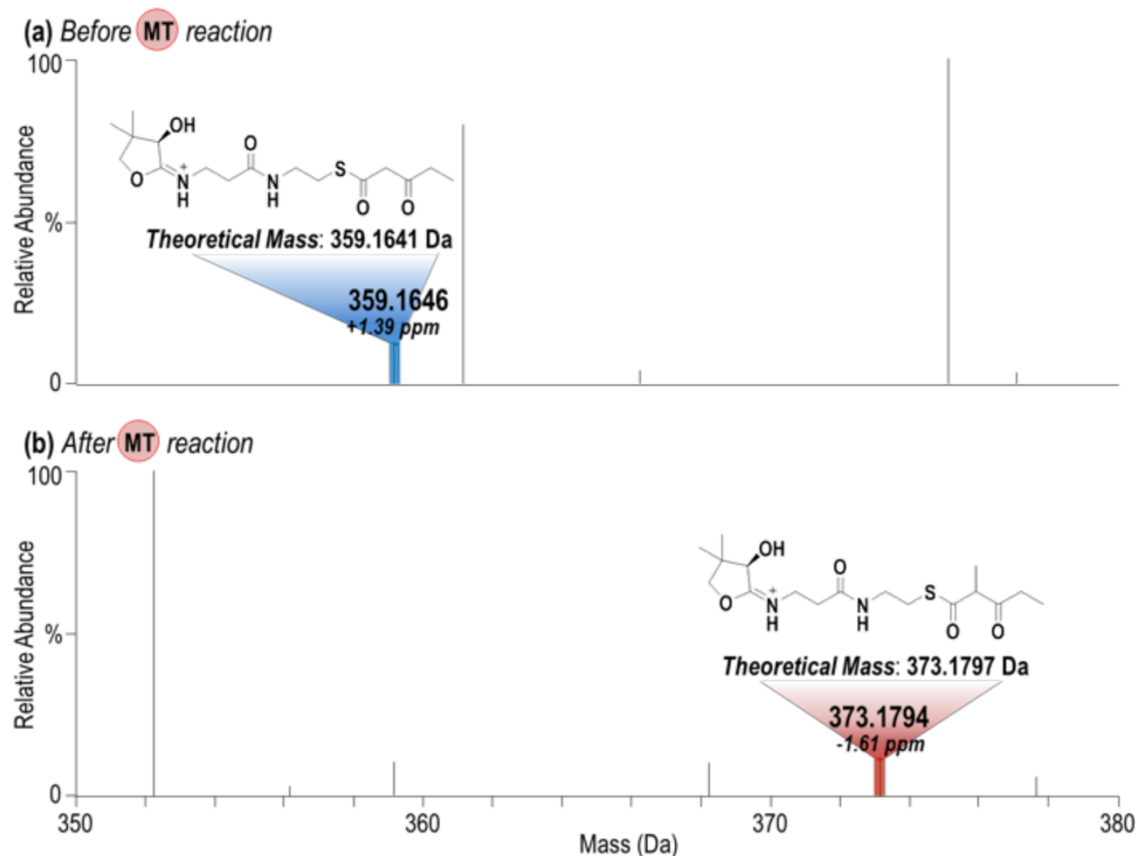 (a) Before MT reaction
100
Relative Abundance
%
0
OH
O
O
N
H
+
N
H
S
O
O
Theoretical Mass: 359.1641 Da
359.1646
+1.39 ppm
(b) After MT reaction
100
Relative Abundance
%
0
OH
O
O
N
H
+
N
H
S
O
O
Theoretical Mass: 373.1797 Da
373.1794
-1.61 ppm
350 360 370 380
Mass (Da)